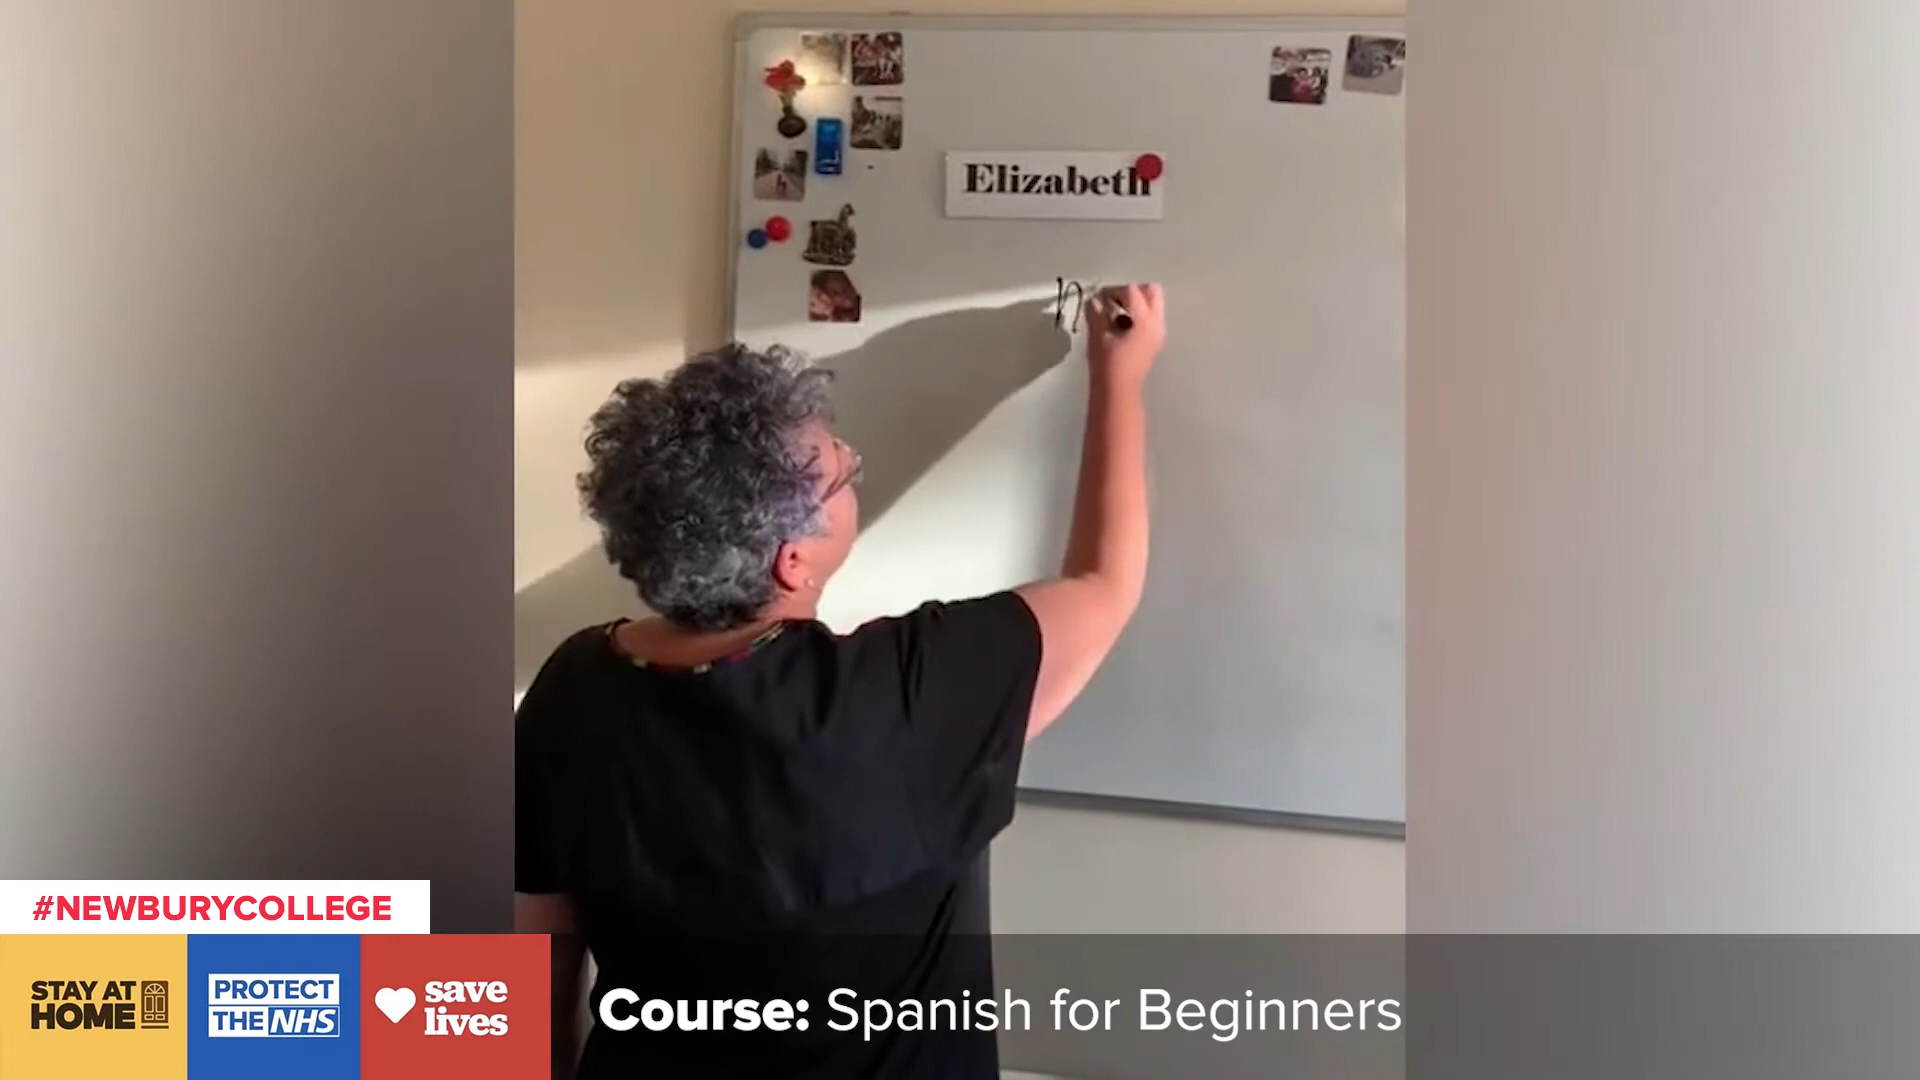 Elizabeth
#NEWBURYCOLLEGE
STAY AT
HOME
PROTECT
THE NHS
save
lives
Course: Spanish for Beginners